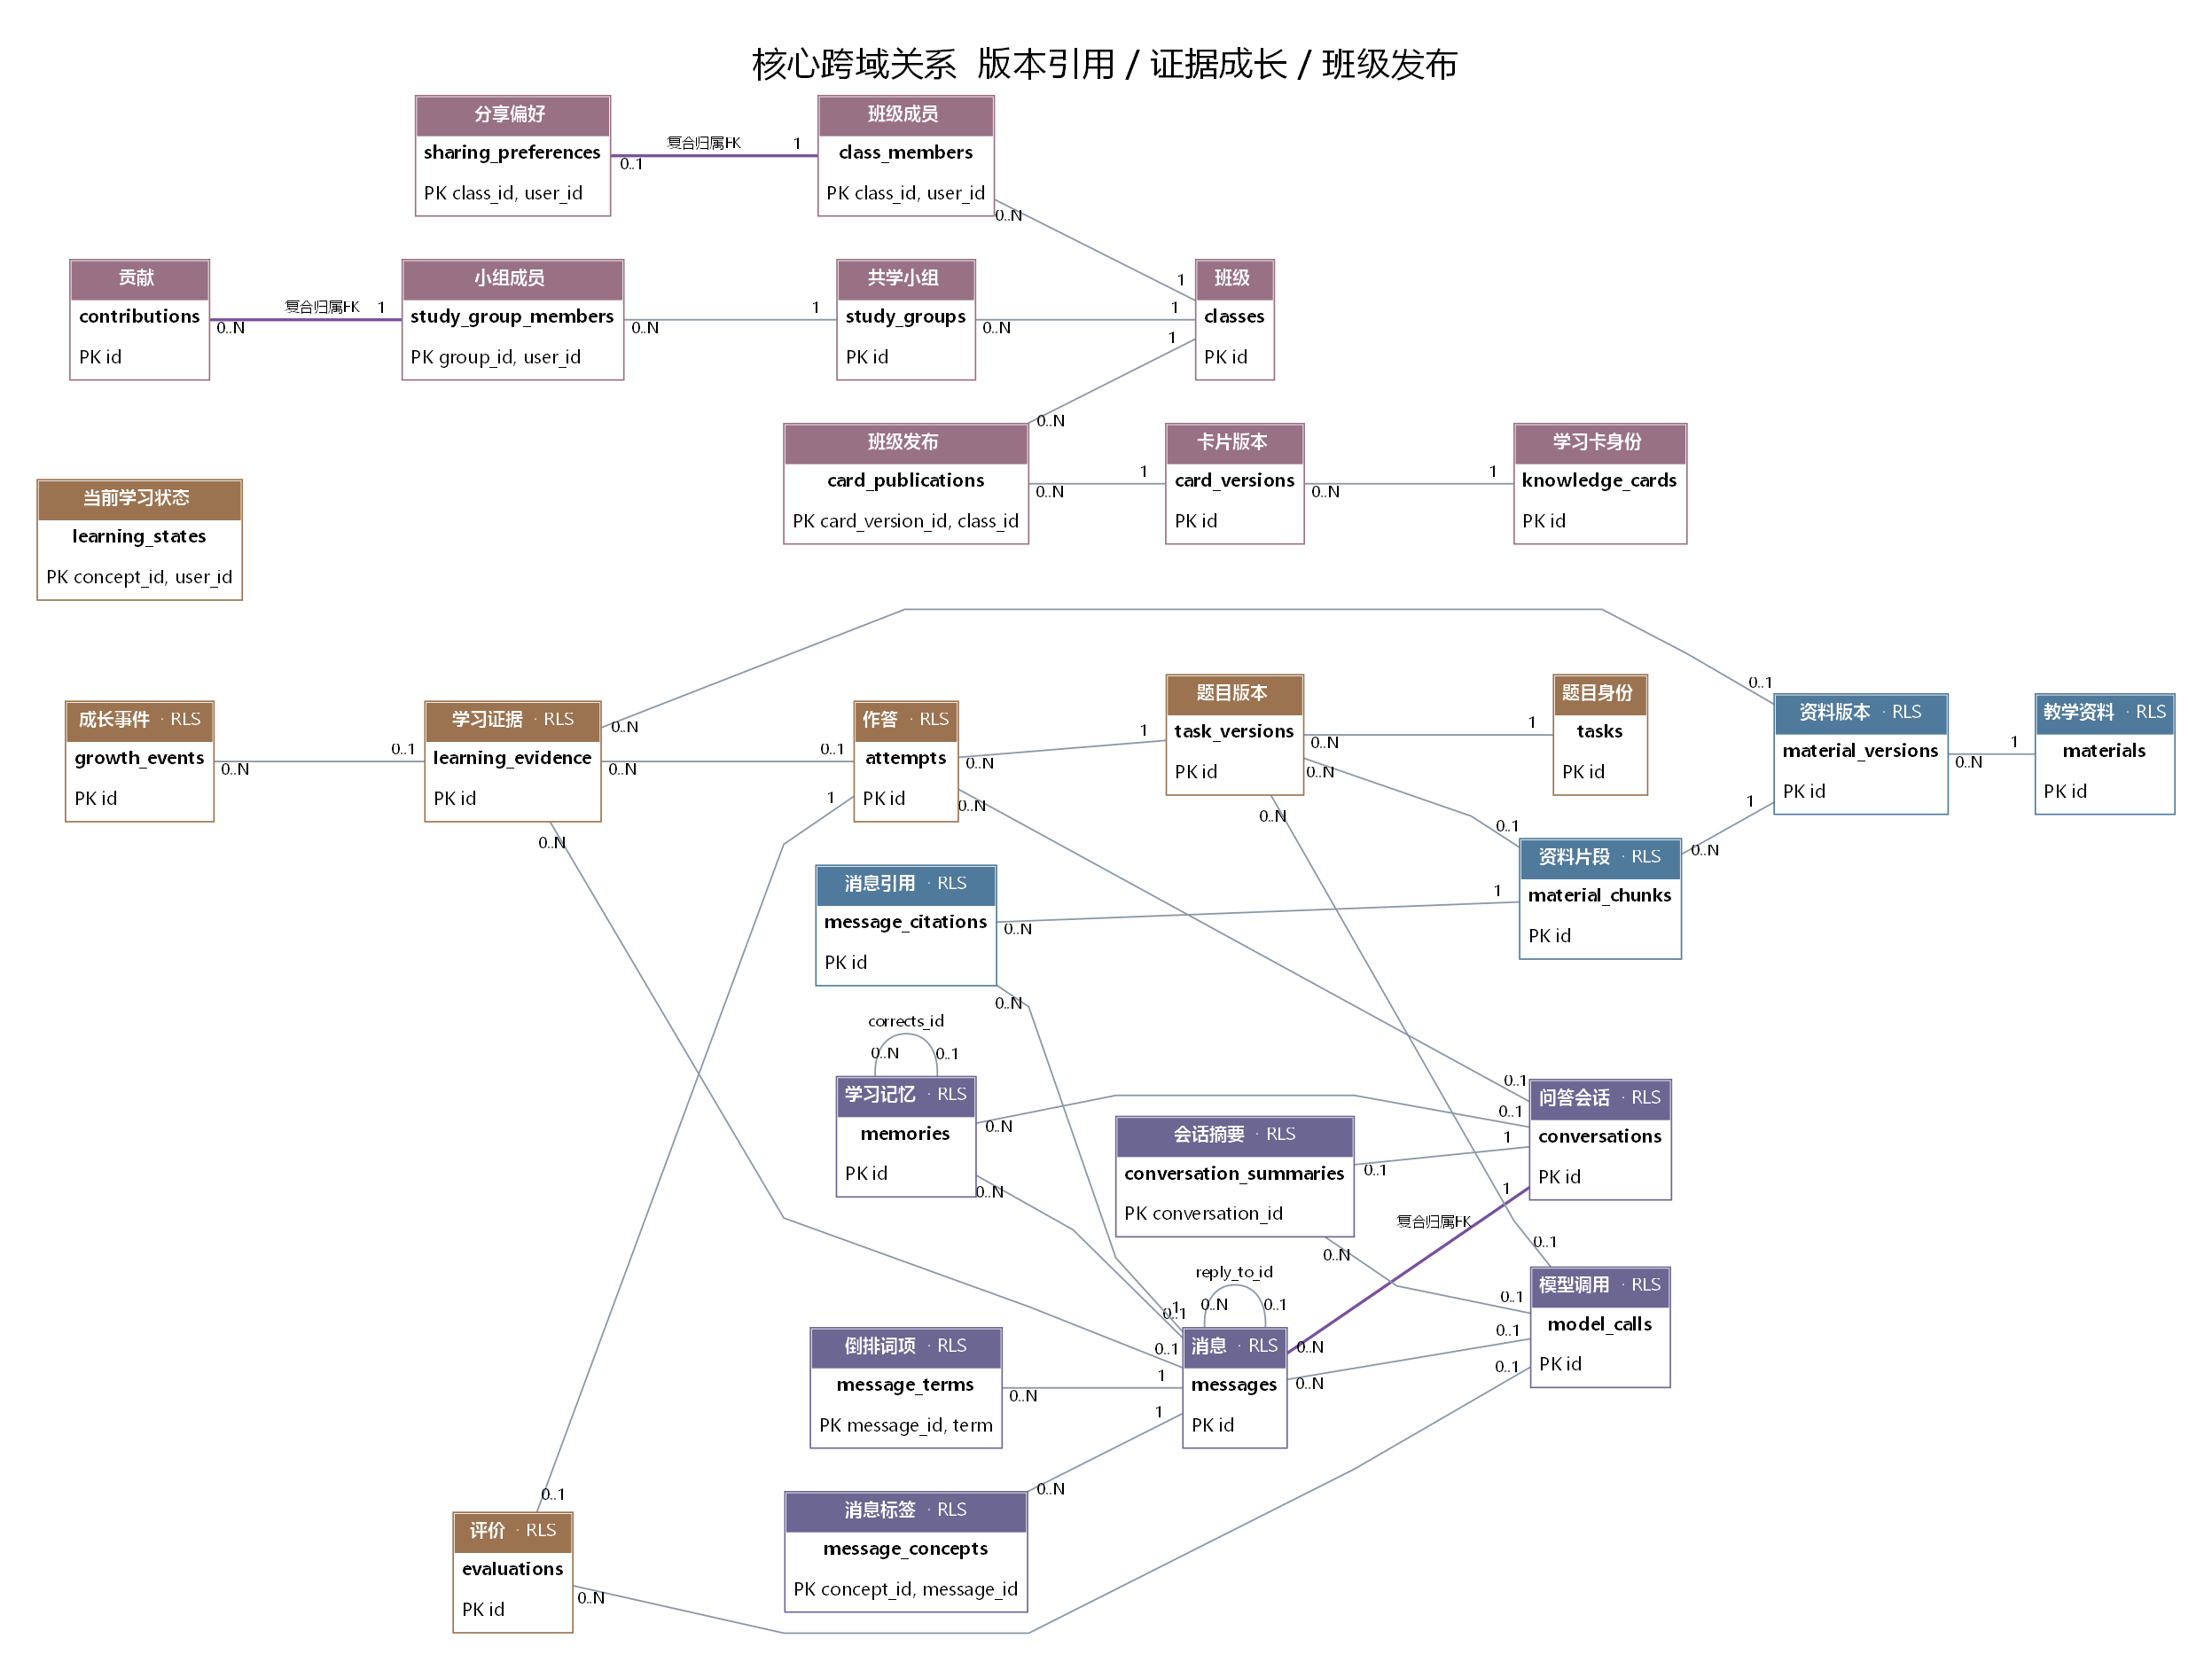 核心跨域关系  版本引用 / 证据成长 / 班级发布
分享偏好
sharing_preferences
PK class_id, user_id
0..1
复合归属FK
1
班级成员
class_members
PK class_id, user_id
0..N
1
贡献
contributions
PK id
0..N
复合归属FK
1
小组成员
study_group_members
PK group_id, user_id
0..N
1
共学小组
study_groups
PK id
0..N
1
班级
classes
PK id
1
0..N
班级发布
card_publications
PK card_version_id, class_id
0..N
1
卡片版本
card_versions
PK id
0..N
1
学习卡身份
knowledge_cards
PK id
当前学习状态
learning_states
PK concept_id, user_id
成长事件 · RLS
growth_events
PK id
0..N
0..1
学习证据 · RLS
learning_evidence
PK id
0..N
0..1
0..N
0..1
0..N
作答 · RLS
attempts
PK id
0..N
1
0..N
1
题目版本
task_versions
PK id
0..N
1
0..N
0..1
0..N
题目身份
tasks
PK id
资料版本 · RLS
material_versions
PK id
0..N
1
1
0..N
教学资料 · RLS
materials
PK id
资料片段 · RLS
material_chunks
PK id
消息引用 · RLS
message_citations
PK id
0..N
1
0..N
corrects_id
0..N
0..1
学习记忆 · RLS
memories
PK id
0..N
0..N
会话摘要 · RLS
conversation_summaries
PK conversation_id
0..1
0..N
0..1
0..1
1
问答会话 · RLS
conversations
PK id
1
复合归属FK
0..1
0..1
0..1
0..1
模型调用 · RLS
model_calls
PK id
reply_to_id
0..N
0..1
1
0..1
0..1
1
1
消息 · RLS
messages
PK id
0..N
0..N
倒排词项 · RLS
message_terms
PK message_id, term
0..N
消息标签 · RLS
message_concepts
PK concept_id, message_id
0..N
0..1
评价 · RLS
evaluations
PK id
0..N